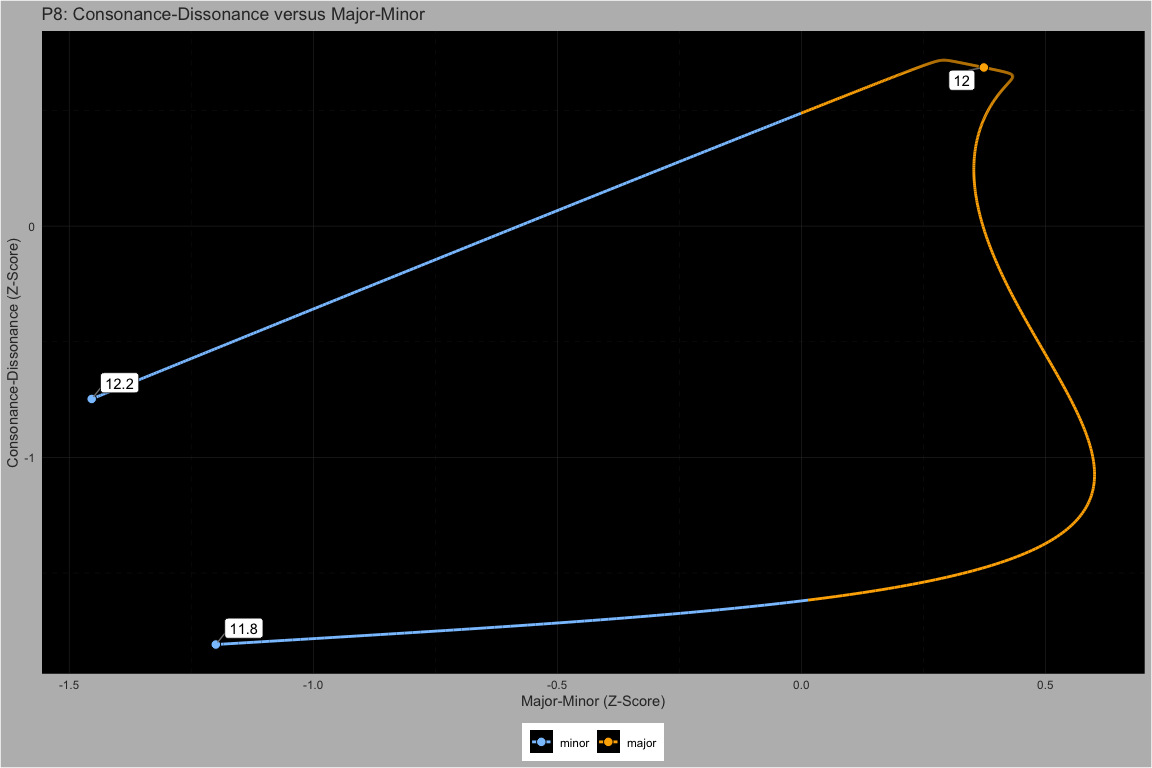 P8: Consonance-Dissonance versus Major-Minor
Consonance-Dissonance (Z-Score)
0
-1
12
12.2
11.8
-1.5
-1.0
-0.5
0.0
0.5
Major-Minor (Z-Score)
minor
major